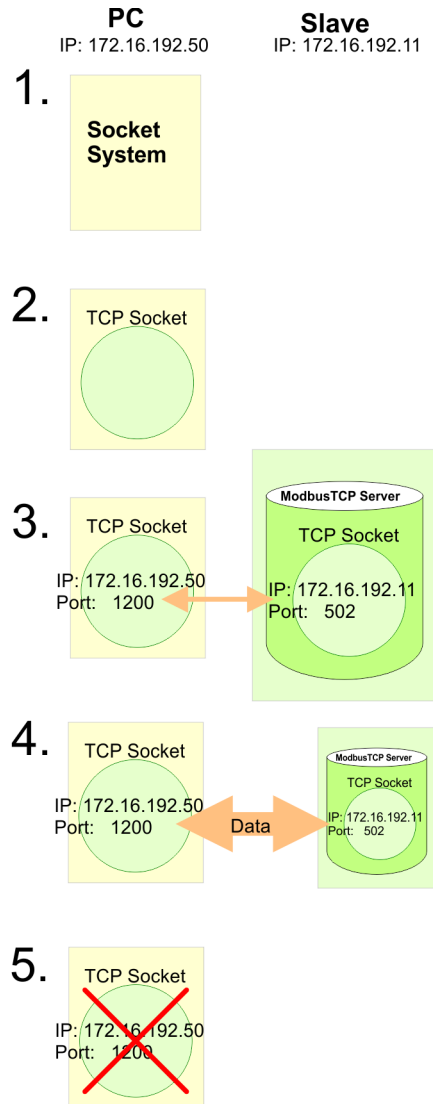 PC
IP: 172.16.192.50
Slave
IP: 172.16.192.11
1.
Socket
System
2.
TCP Socket
3.
TCP Socket
IP: 172.16.192.50
Port: 1200
ModbusTCP Server
TCP Socket
IP: 172.16.192.11
Port: 502
4.
TCP Socket
IP: 172.16.192.50
Port: 1200
Data
ModbusTCP Server
TCP Socket
IP: 172.16.192.11
Port: 502
5.
TCP Socket
IP: 172.16.192.50
Port: 1200